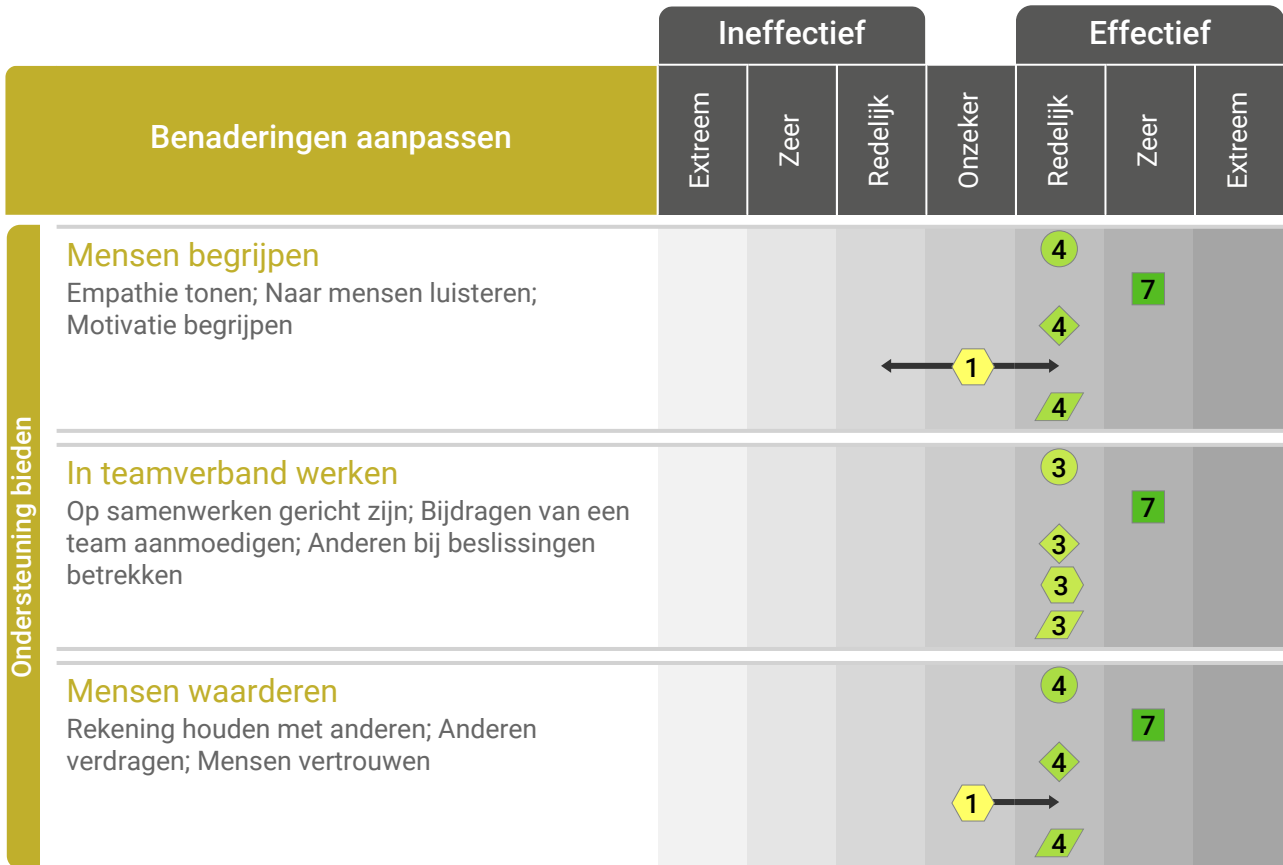 Ineffectief
Effectief
Benaderingen aanpassen
Extreem
Zeer
Redelijk
Onzeker
Redelijk
Zeer
Extreem
Ondersteuning bieden
Mensen begrijpen
Empathie tonen; Naar mensen luisteren;
Motivatie begrijpen
4
7
4
1
4
In teamverband werken
Op samenwerken gericht zijn; Bijdragen van een
team aanmoedigen; Anderen bij beslissingen
betrekken
3
7
3
3
3
Mensen waarderen
Rekening houden met anderen; Anderen
verdragen; Mensen vertrouwen
4
7
4
1
4